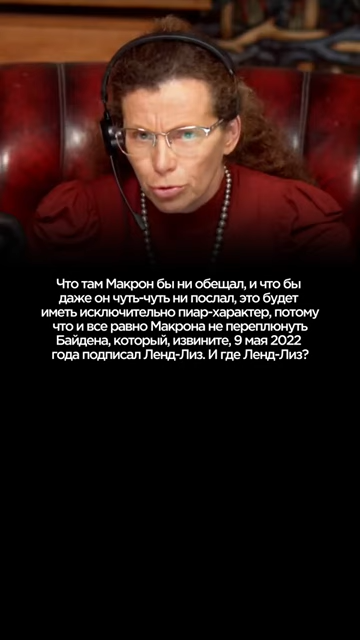 Что там Макрон бы ни обещал, и что бы
даже он чуть-чуть ни послал, это будет
иметь исключительно пиар-характер, потому
что и все равно Макрона не переплюнуть
Байдена, который, извините, 9 мая 2022
года подписал Ленд-Лиз. И где Ленд-Лиз?